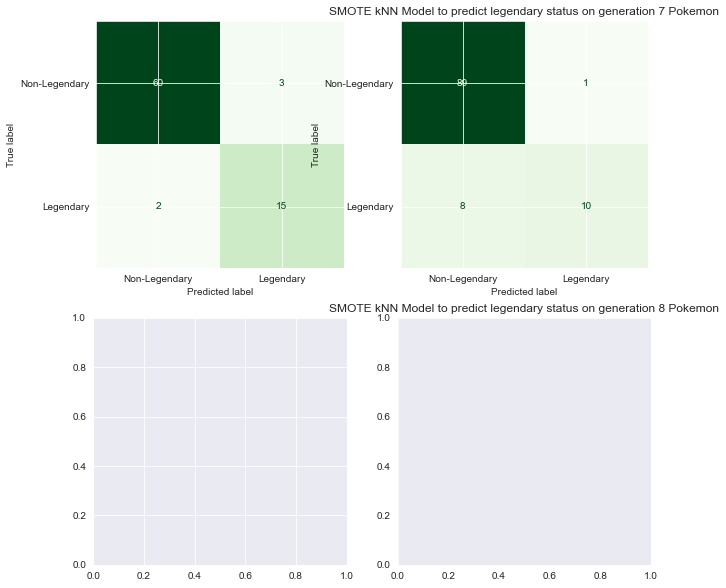 SMOTE kNN Model to predict legendary status on generation 7 Pokemon
Non-Legendary 3
Legendary 2 15
True label
Non-Legendary Legendary
Predicted label
Non-Legendary 1
Legendary 8 10
True label
Non-Legendary Legendary
Predicted label
SMOTE kNN Model to predict legendary status on generation 8 Pokemon
1.0
0.8
0.6
0.4
0.2
0.0
0.0 0.2 0.4 0.6 0.8 1.0
1.0
0.8
0.6
0.4
0.2
0.0
0.0 0.2 0.4 0.6 0.8 1.0